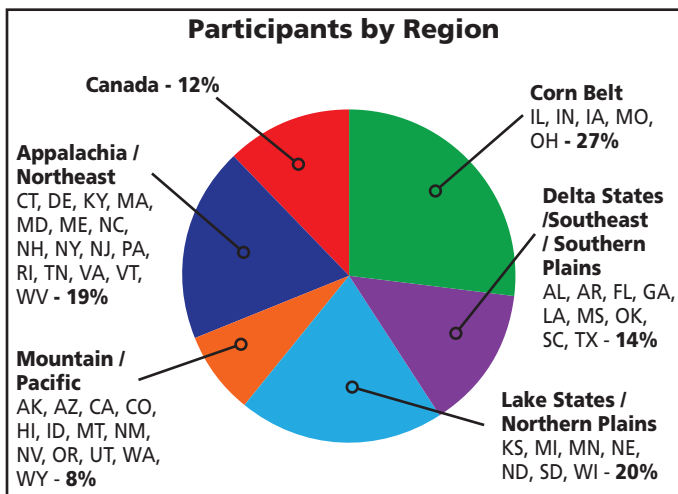 Participants by Region
Canada - 12%
Corn Belt
IL, IN, IA, MO,
OH - 27%
Appalachia /
Northeast
CT, DE, KY, MA,
MD, ME, NC,
NH, NY, NJ, PA,
RI, TN, VA, VT,
WV - 19%
Delta States
/Southeast
/ Southern
Plains
AL, AR, FL, GA,
LA, MS, OK,
SC, TX - 14%
Mountain /
Pacific
AK, AZ, CA, CO,
HI, ID, MT, NM,
NV, OR, UT, WA,
WY - 8%
Lake States /
Northern Plains
KS, MI, MN, NE,
ND, SD, WI - 20%